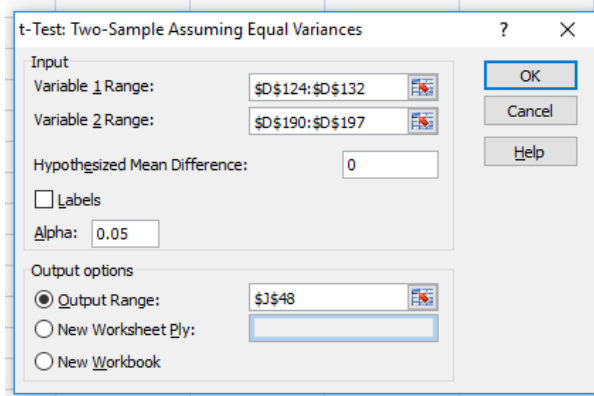 t-Test: Two-Sample Assuming Equal Variances ? ×
Input
Variable 1 Range: $D$124:$D$132
Variable 2 Range: $D$190:$D$197
Hypothesized Mean Difference: 0
Labels
Alpha: 0.05
Output options
Output Range: $J$48
New Worksheet Ply:
New Workbook
OK
Cancel
Help